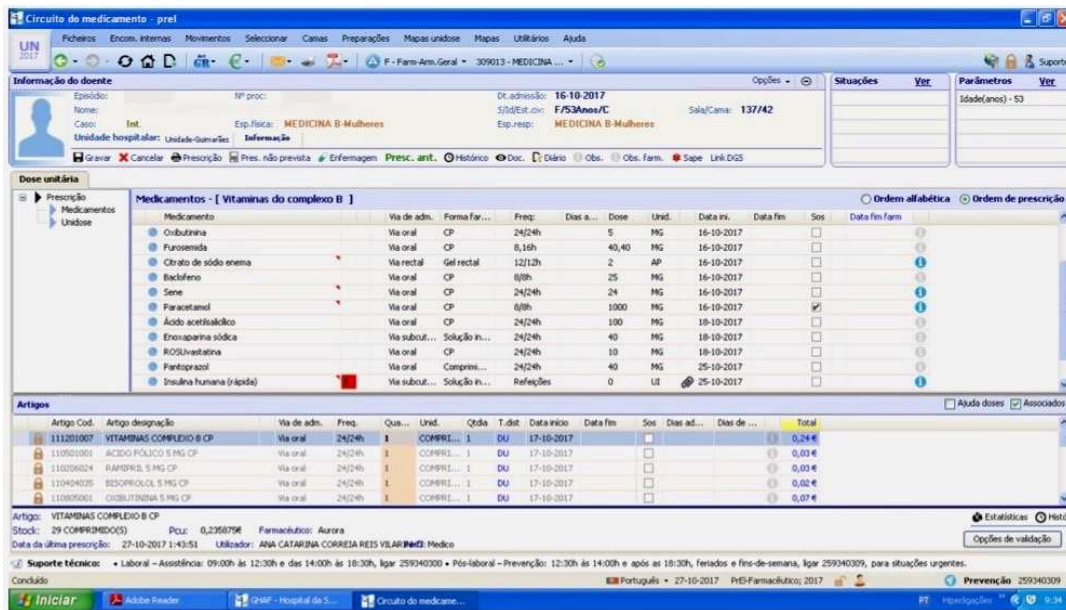 Circuito do medicamento - preI
UN 2017
Ficheiros Encom. internas Movimentos Seleccionar Camas Preparações Mapas unidose Mapas Utilitários Ajuda
GR F - Farm-Arm.Geral 309013 - MEDICINA ... Suporte
Informação do doente Opções Situações Ver Parâmetros Ver
Episódio: Nº proc: Dt.admissão: 16-10-2017 Idade(anos) - 53
Nome: S/Id/Est.civ: F/53Anos/C Sala/Cama: 137/42
Caso: Int. Esp.física: MEDICINA B-Mulheres Esp.resp: MEDICINA B-Mulheres
Unidade hospitalar: Unidade-Guimarães Informação
Gravar Cancelar Prescrição Pres. não prevista Enfermagem Presc. ant. Histórico Doc. Diário Obs. Obs. farm. Sape Link DGS
Dose unitária
Prescrição Medicamentos - [ Vitaminas do complexo B ] Ordem alfabética Ordem de prescrição
Medicamentos
Unidose
Medicamento Via de adm. Forma far... Freq: Dias a... Dose Unid. Data ini. Data fim Sos Data fim farm
Oxibutinina Via oral CP 24/24h 5 MG 16-10-2017
Furosemida Via oral CP 8,16h 40,40 MG 16-10-2017
Citrato de sódio enema Via rectal Gel rectal 12/12h 2 AP 16-10-2017
Baclofeno Via oral CP 8/8h 25 MG 16-10-2017
Sene Via oral CP 24/24h 24 MG 16-10-2017
Paracetamol Via oral CP 8/8h 1000 MG 16-10-2017
Ácido acetilsalicílico Via oral CP 24/24h 100 MG 18-10-2017
Enoxaparina sódica Via subcut... Solução in... 24/24h 40 MG 18-10-2017
ROSUvastatina Via oral CP 24/24h 10 MG 18-10-2017
Pantoprazol Via oral Comprimi... 24/24h 40 MG 25-10-2017
Insulina humana (rápida) Via subcut... Solução in... Refeições 0 UI 25-10-2017
Artigos Ajuda doses Associados
Artigo Cod. Artigo designação Via de adm. Freq. Qua... Unid. Qtdia T.dist Data início Data fim Sos Dias ad... Dias de ... Total
111201007 VITAMINAS COMPLEXO B CP Via oral 24/24h 1 COMPRI... 1 DU 17-10-2017 0,24 €
110501001 ACIDO FÓLICO 5 MG CP Via oral 24/24h 1 COMPRI... 1 DU 17-10-2017 0,03 €
110206024 RAMIPRIL 5 MG CP Via oral 24/24h 1 COMPRI... 1 DU 17-10-2017 0,03 €
110404035 BISOPROLOL 5 MG CP Via oral 24/24h 1 COMPRI... 1 DU 17-10-2017 0,02 €
110805001 OXIBUTININA 5 MG CP Via oral 24/24h 1 COMPRI... 1 DU 17-10-2017 0,07 €
Artigo: VITAMINAS COMPLEXO B CP Estatísticas Histó
Stock: 29 COMPRIMIDO(S) Pcu: 0,235879€ Farmacêutico: Aurora
Data da última prescrição: 27-10-2017 1:43:51 Utilizador: ANA CATARINA CORREIA REIS VILAR Medico Opções de validação
Suporte técnico: • Laboral – Assistência: 09:00h às 12:30h e das 14:00h às 18:30h, ligar 259340300 • Pós-laboral – Prevenção: 12:30h às 14:00h e após as 18:30h, feriados e fins-de-semana, ligar 259340309, para situações urgentes.
Concluído Português • 27-10-2017 PrEl-Farmacêutico; 2017 Prevenção 259340309
Iniciar Adobe Reader GHAF - Hospital de S... Circuito do medicame... PT Hiperligações 9:34